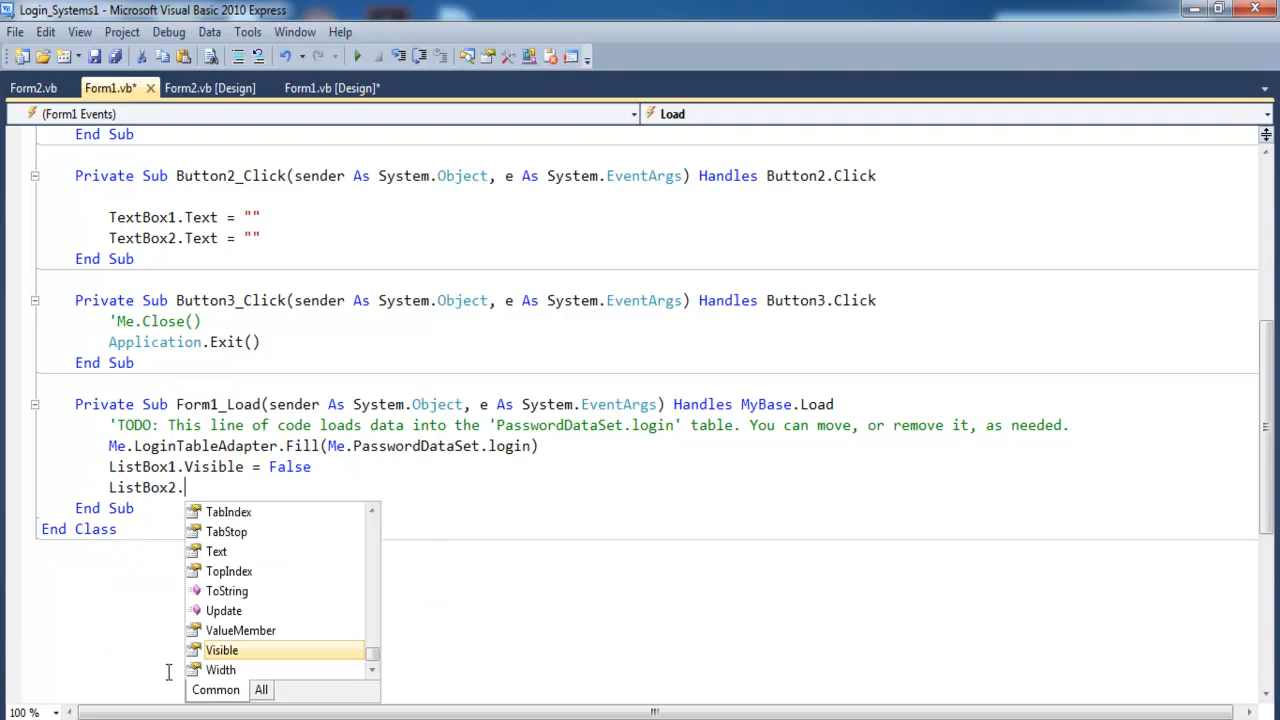 Login_Systems1 - Microsoft Visual Basic 2010 Express
File Edit View Project Debug Data Tools Window Help
Form2.vb Form1.vb* Form2.vb [Design] Form1.vb [Design]*
(Form1 Events) Load
End Sub
Private Sub Button2_Click(sender As System.Object, e As System.EventArgs) Handles Button2.Click
TextBox1.Text = ""
TextBox2.Text = ""
End Sub
Private Sub Button3_Click(sender As System.Object, e As System.EventArgs) Handles Button3.Click
'Me.Close()
Application.Exit()
End Sub
Private Sub Form1_Load(sender As System.Object, e As System.EventArgs) Handles MyBase.Load
'TODO: This line of code loads data into the 'PasswordDataSet.login' table. You can move, or remove it, as needed.
Me.LoginTableAdapter.Fill(Me.PasswordDataSet.login)
ListBox1.Visible = False
ListBox2.
End Sub
End Class
TabIndex
TabStop
Text
TopIndex
ToString
Update
ValueMember
Visible
Width
Common All
100 %